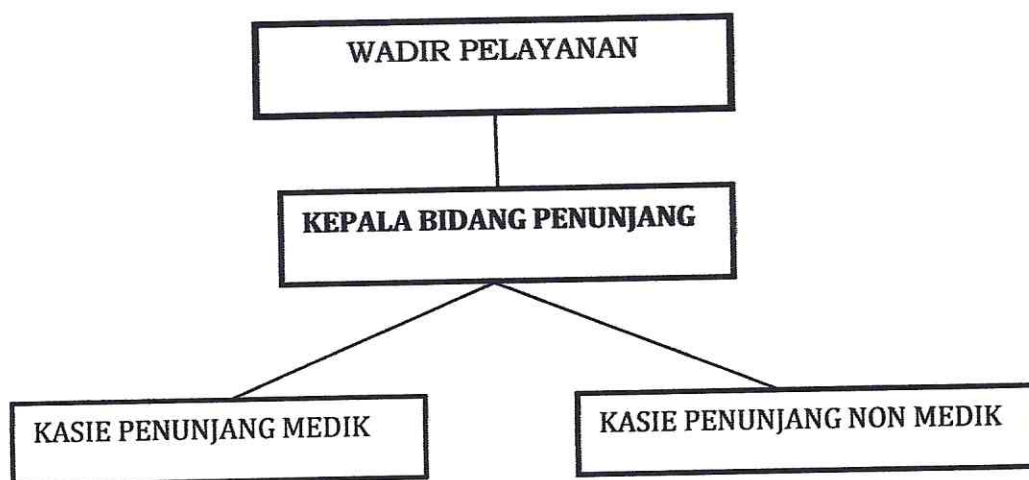 WADIR PELAYANAN
KEPALA BIDANG PENUNJANG
KASIE PENUNJANG MEDIK
KASIE PENUNJANG NON MEDIK